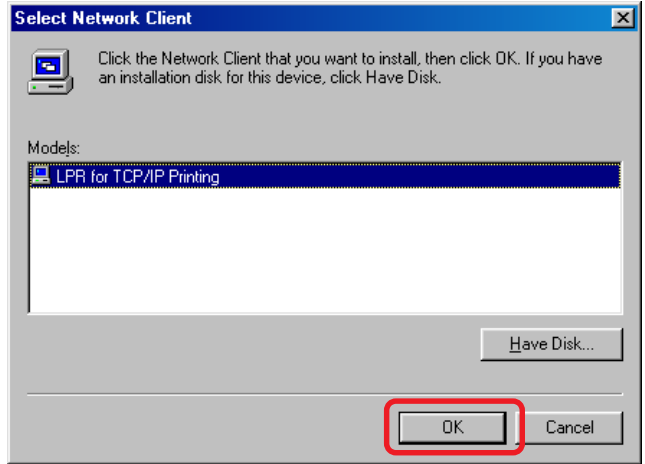 Select Network Client
Click the Network Client that you want to install, then click OK. If you have
an installation disk for this device, click Have Disk.
Models:
LPR for TCP/IP Printing
Have Disk...
OK
Cancel